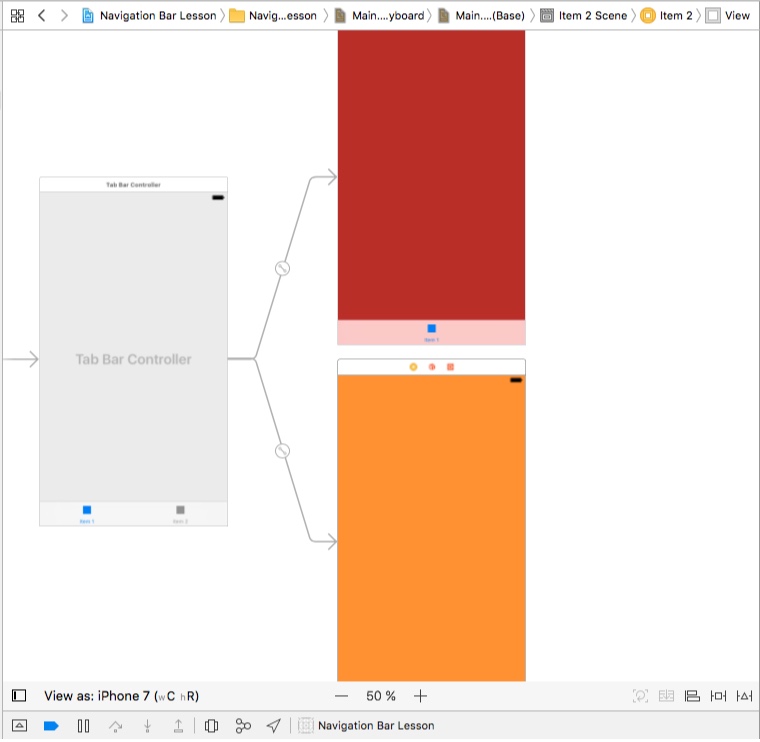 Navigation Bar Lesson Navig...esson Main....yboard Main....(Base) Item 2 Scene Item 2 View
Tab Bar Controller
Tab Bar Controller
Item 1
Item 1 Item 2
View as: iPhone 7 (wC hR) 50 %
Navigation Bar Lesson